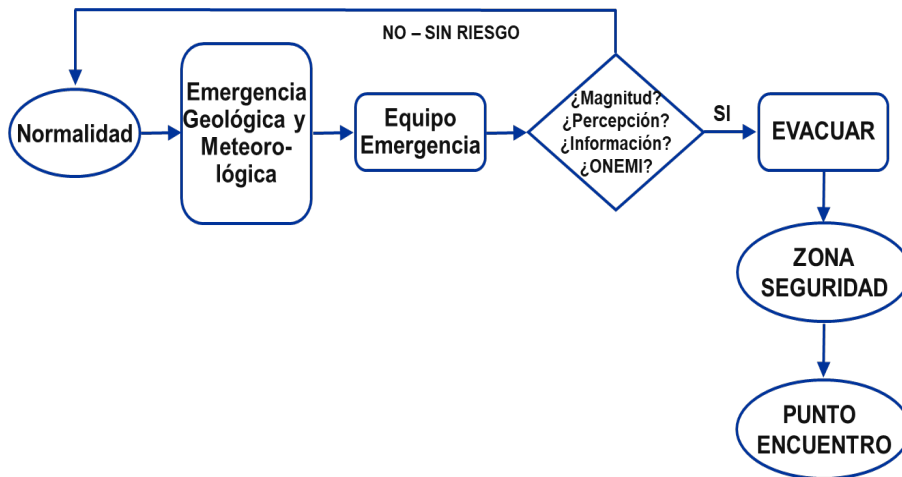 NO – SIN RIESGO
Normalidad
Emergencia
Geológica y
Meteoro-
lógica
Equipo
Emergencia
¿Magnitud?
¿Percepción?
¿Información?
¿ONEMI?
SI
EVACUAR
ZONA
SEGURIDAD
PUNTO
ENCUENTRO